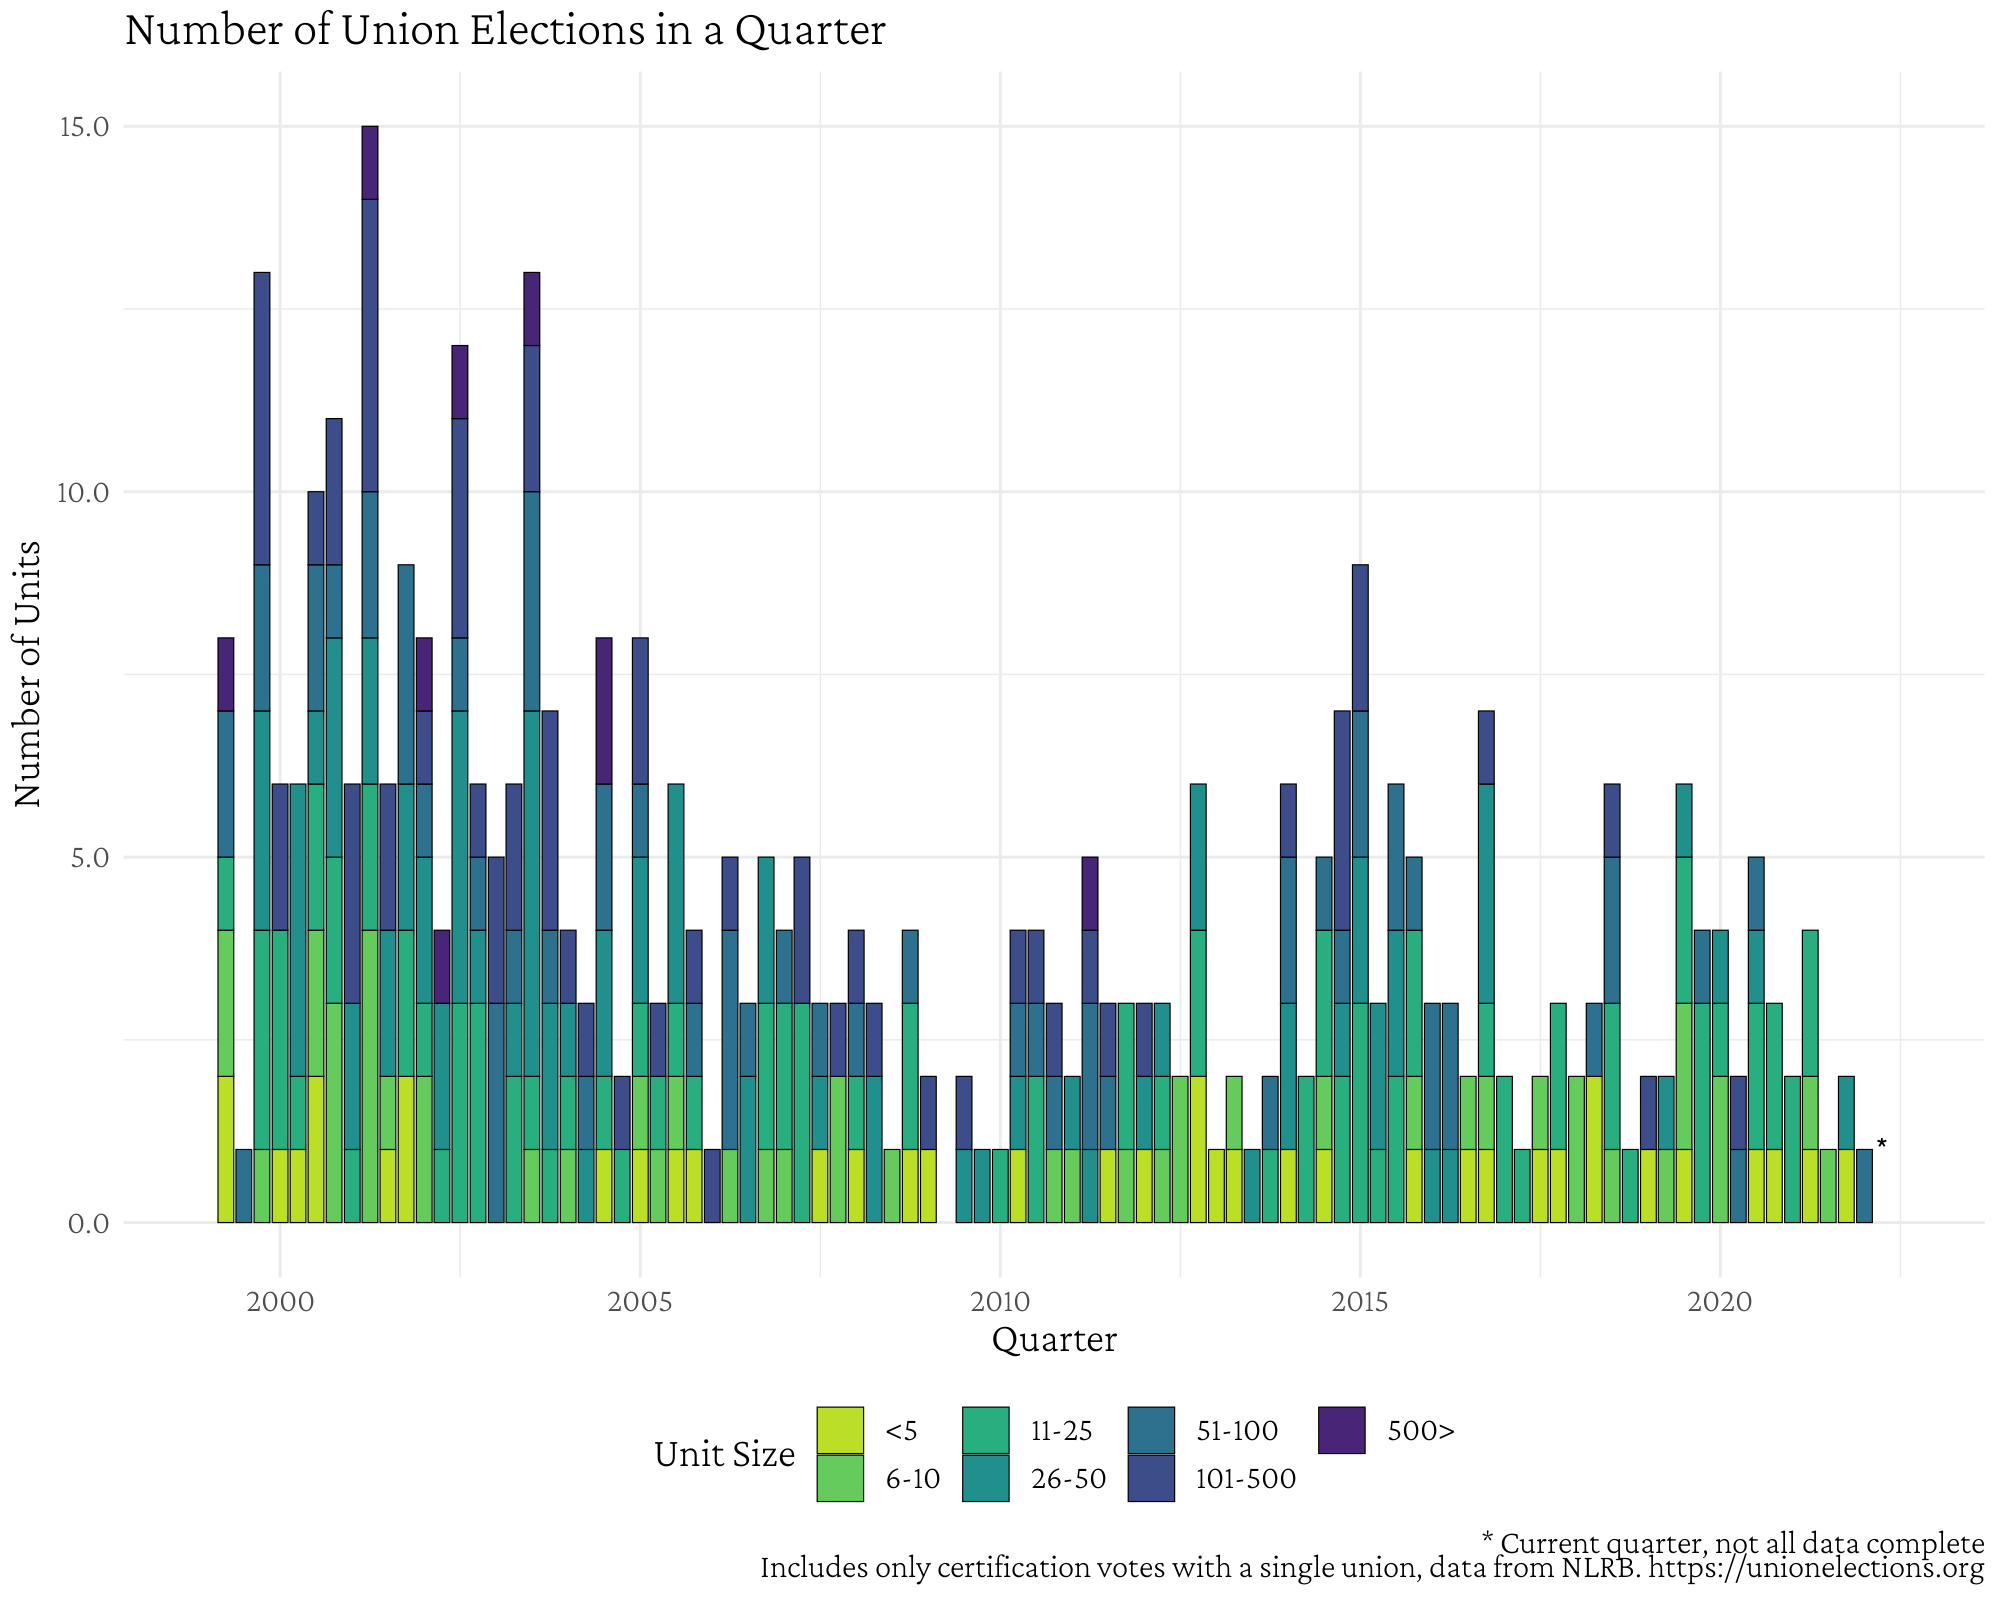 Number of Union Elections in a Quarter
Number of Units
15.0
10.0
5.0
0.0
*
2000 2005 2010 2015 2020
Quarter
Unit Size
<5 11-25 51-100 500>
6-10 26-50 101-500
* Current quarter, not all data complete
Includes only certification votes with a single union, data from NLRB. https://unionelections.org